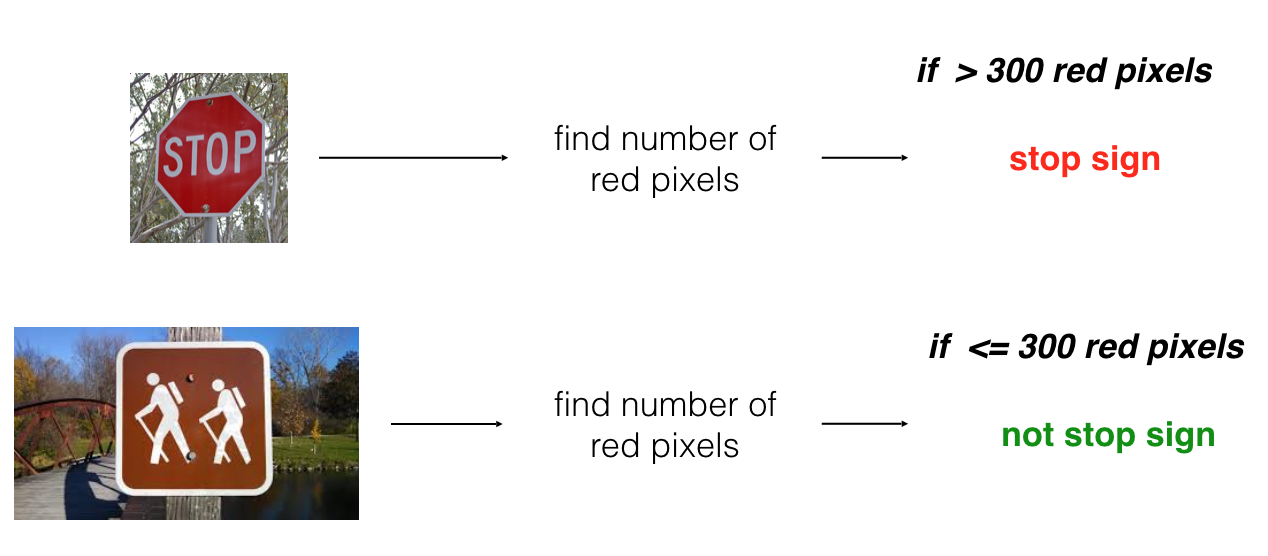 if > 300 red pixels
STOP
find number of
red pixels
stop sign
if <= 300 red pixels
find number of
red pixels
not stop sign